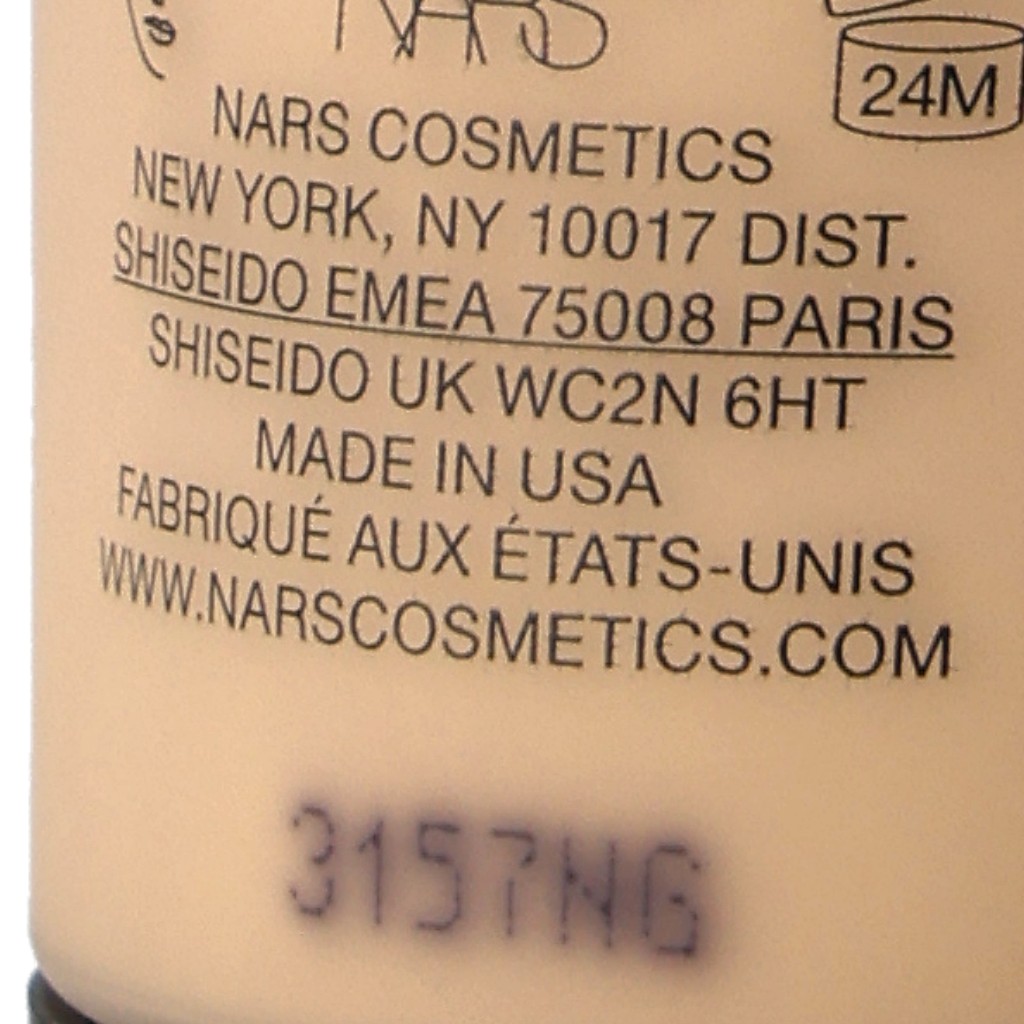 NARS
24M
NARS COSMETICS
NEW YORK, NY 10017 DIST.
SHISEIDO EMEA 75008 PARIS
SHISEIDO UK WC2N 6HT
MADE IN USA
FABRIQUÉ AUX ÉTATS-UNIS
WWW.NARSCOSMETICS.COM
3157NG